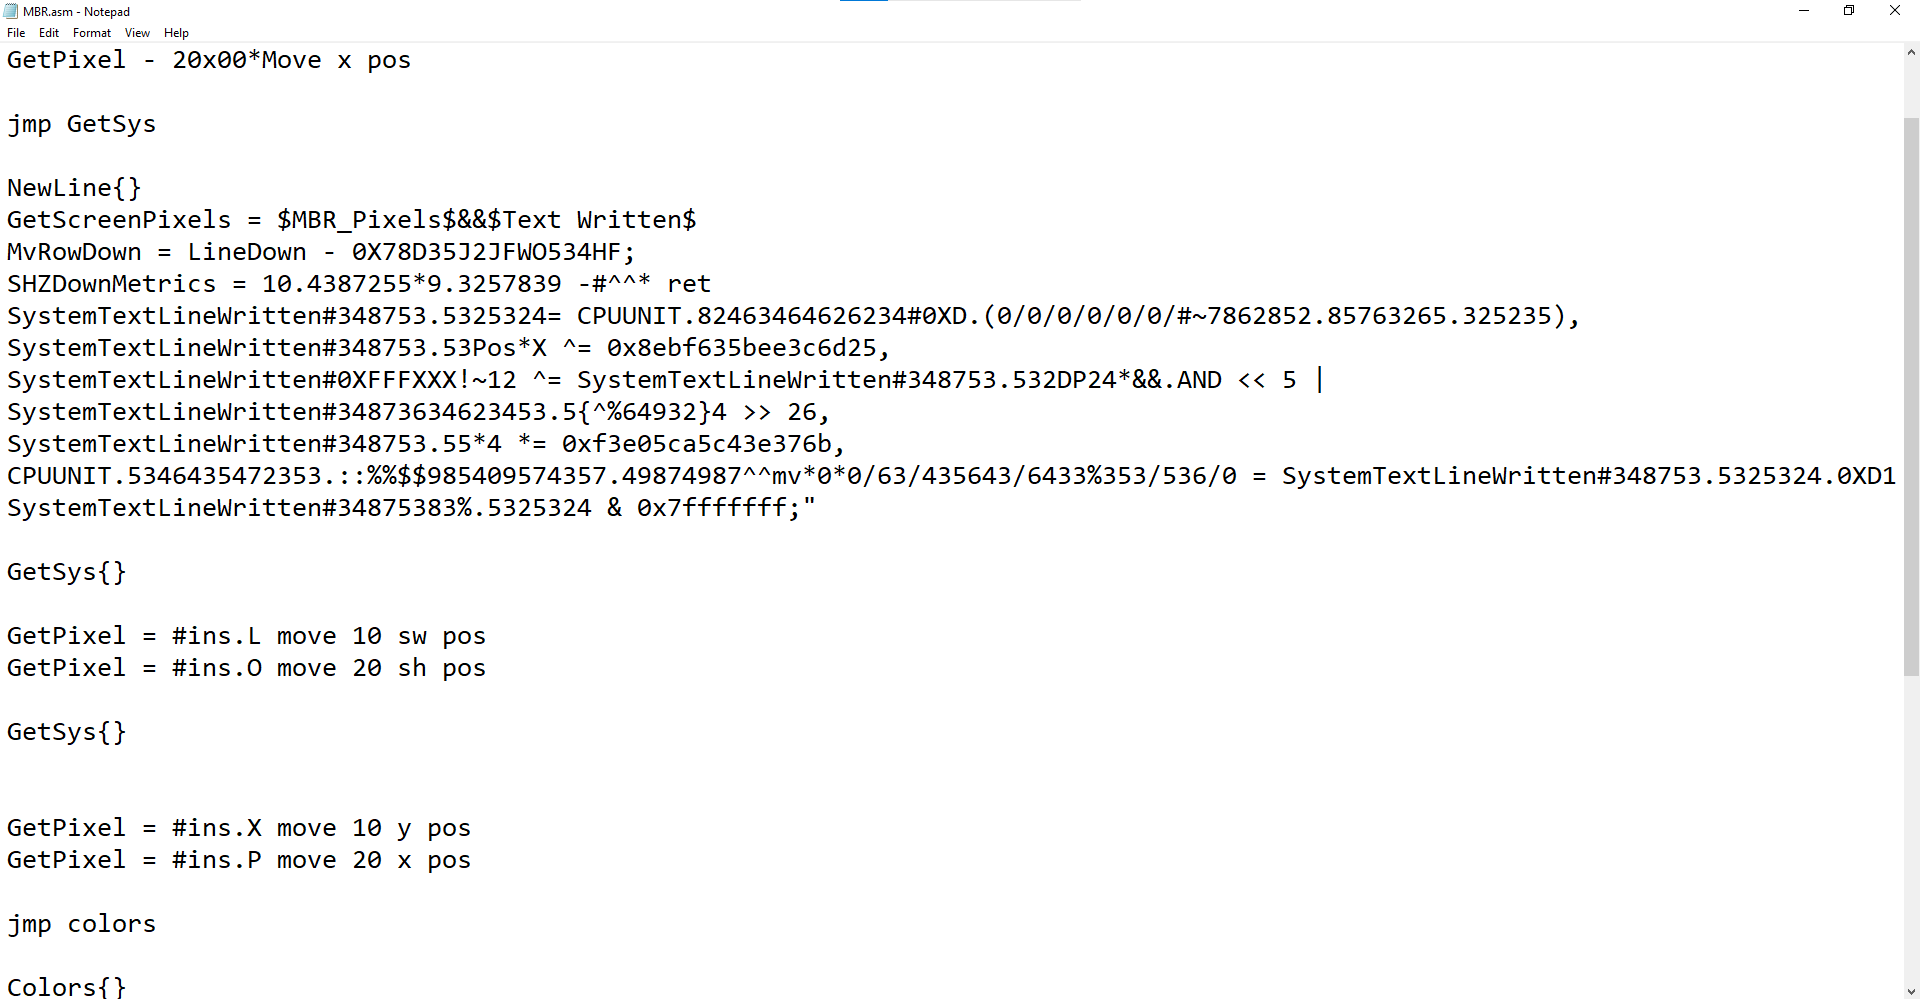 MBR.asm - Notepad
File Edit Format View Help
GetPixel - 20x00*Move x pos
jmp GetSys
NewLine{}
GetScreenPixels = $MBR_Pixels$&&$Text Written$
MvRowDown = LineDown - 0X78D35J2JFWO534HF;
SHZDownMetrics = 10.4387255*9.3257839 -#^^* ret
SystemTextLineWritten#348753.5325324= CPUUNIT.82463464626234#0XD.(0/0/0/0/0/0/#~7862852.85763265.325235),
SystemTextLineWritten#348753.53Pos*X ^= 0x8ebf635bee3c6d25,
SystemTextLineWritten#0XFFFXXX!~12 ^= SystemTextLineWritten#348753.532DP24*&&.AND << 5 |
SystemTextLineWritten#34873634623453.5{^%64932}4 >> 26,
SystemTextLineWritten#348753.55*4 *= 0xf3e05ca5c43e376b,
CPUUNIT.5346435472353.::%%$$985409574357.49874987^^mv*0*0/63/435643/6433%353/536/0 = SystemTextLineWritten#348753.5325324.0XD1
SystemTextLineWritten#34875383%.5325324 & 0x7fffffff;"
GetSys{}
GetPixel = #ins.L move 10 sw pos
GetPixel = #ins.O move 20 sh pos
GetSys{}
GetPixel = #ins.X move 10 y pos
GetPixel = #ins.P move 20 x pos
jmp colors
Colors{}